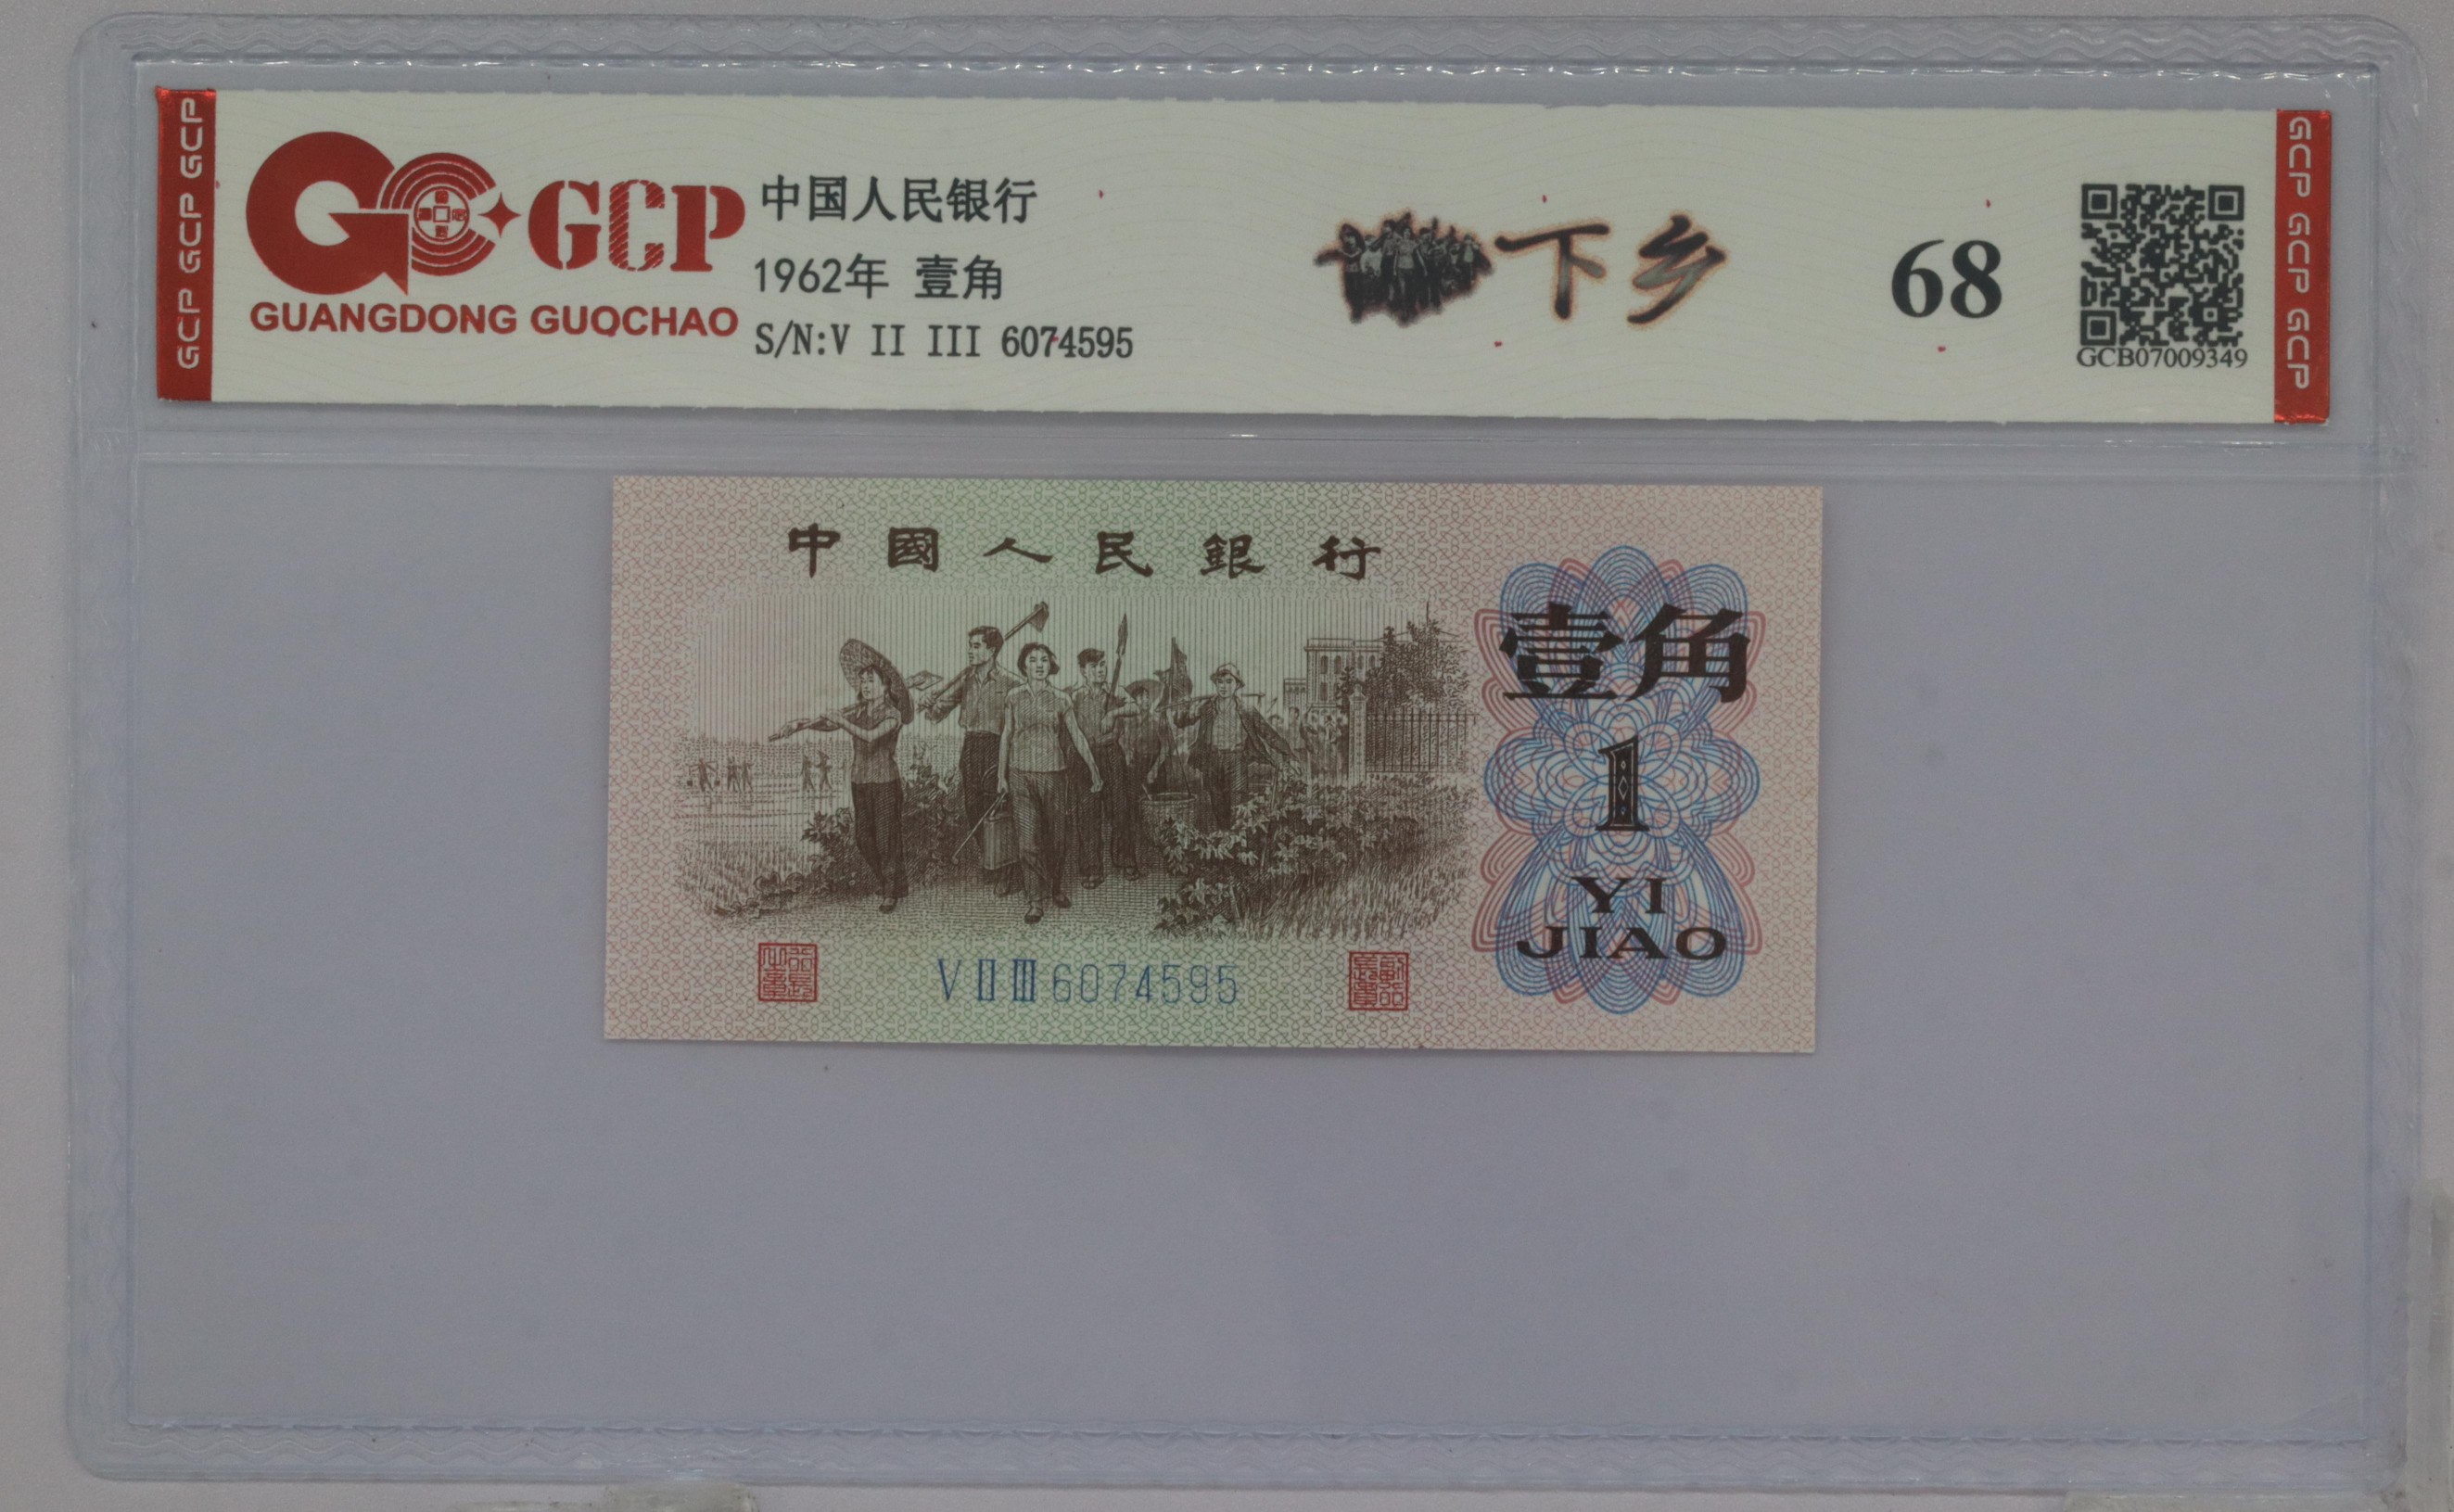 GCP GCP GCP
GCP
GUANGDONG GUOCHAO
中国人民银行
1962年 壹角
S/N:V II III 6074595
下乡
68
GCB07009349
GCP GCP GCP
中國人民銀行
壹角
1
YI
JIAO
V II III 6074595